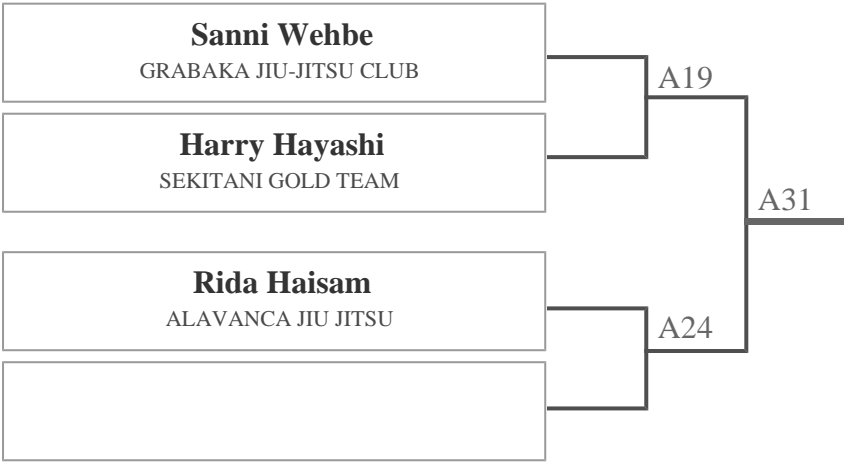 Sanni Wehbe
GRABAKA JIU-JITSU CLUB
A19
Harry Hayashi
SEKITANI GOLD TEAM
A31
Rida Haisam
ALAVANCA JIU JITSU
A24